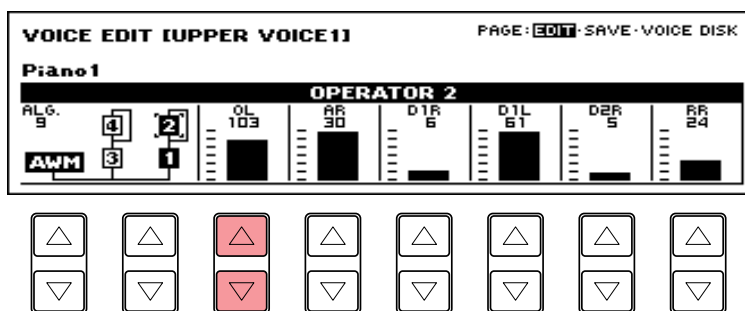 VOICE EDIT [UPPER VOICE1] PAGE:EDIT·SAVE·VOICE DISK
Piano1
OPERATOR 2
ALG. OL AR D1R D1L D2R RR
9 103 30 6 61 5 24
4 2
AWM 3 1